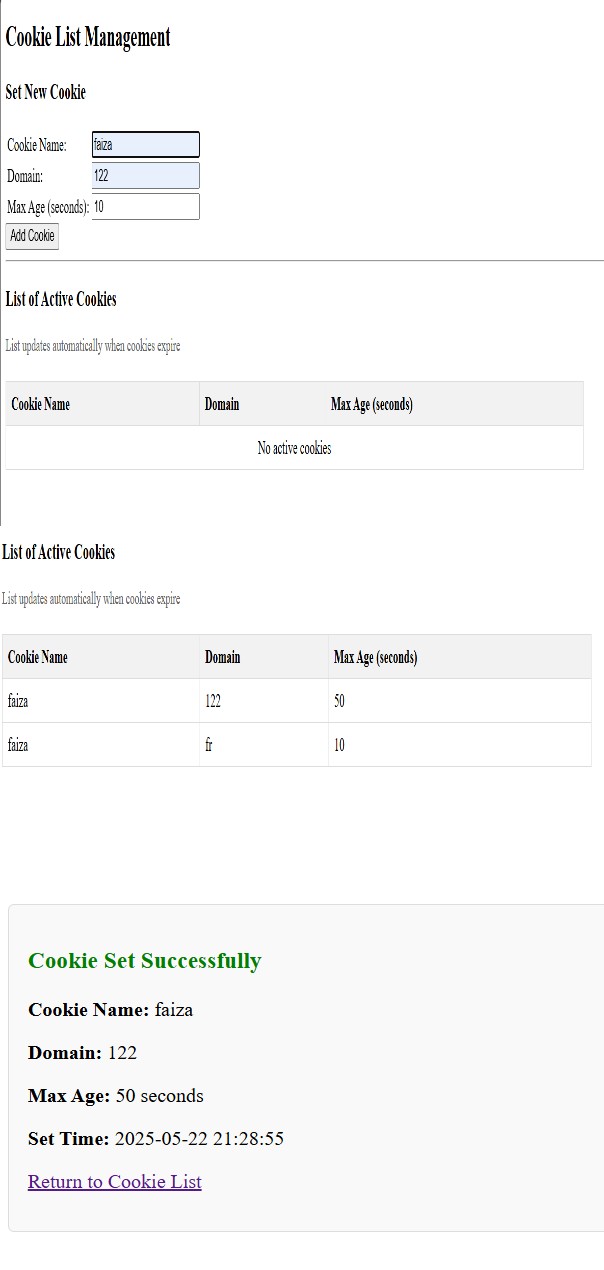 Cookie List Management
Set New Cookie
Cookie Name: faiza
Domain: 122
Max Age (seconds): 10
Add Cookie
List of Active Cookies
List updates automatically when cookies expire
Cookie Name Domain Max Age (seconds)
No active cookies
List of Active Cookies
List updates automatically when cookies expire
Cookie Name Domain Max Age (seconds)
faiza 122 50
faiza fr 10
Cookie Set Successfully
Cookie Name: faiza
Domain: 122
Max Age: 50 seconds
Set Time: 2025-05-22 21:28:55
Return to Cookie List